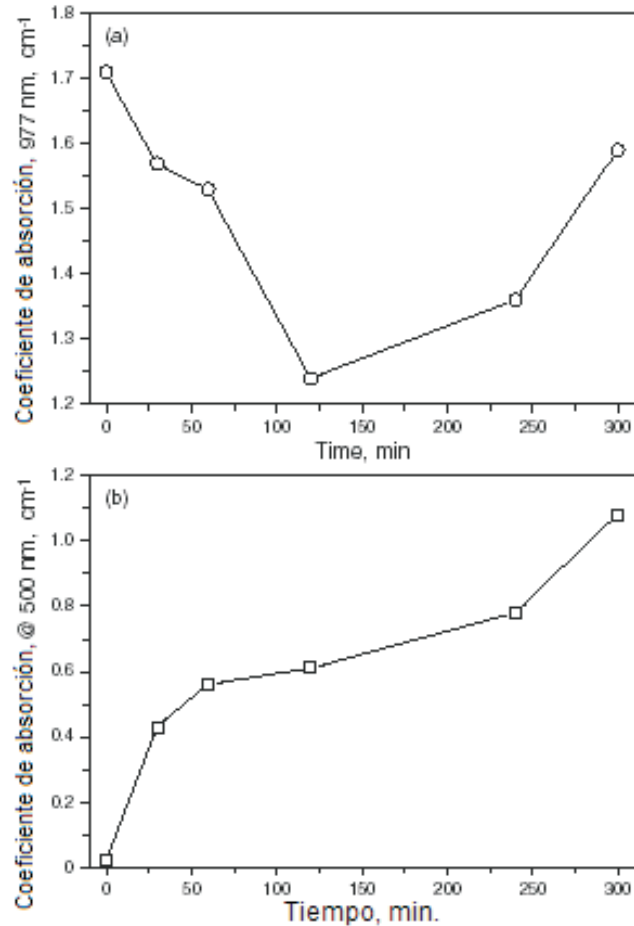 (a)
Coeficiente de absorción, 977 nm, cm-1
1.8
1.7
1.6
1.5
1.4
1.3
1.2
0 50 100 150 200 250 300
Time, min
(b)
Coeficiente de absorción, @ 500 nm, cm-1
1.2
1.0
0.8
0.6
0.4
0.2
0
0 50 100 150 200 250 300
Tiempo, min.